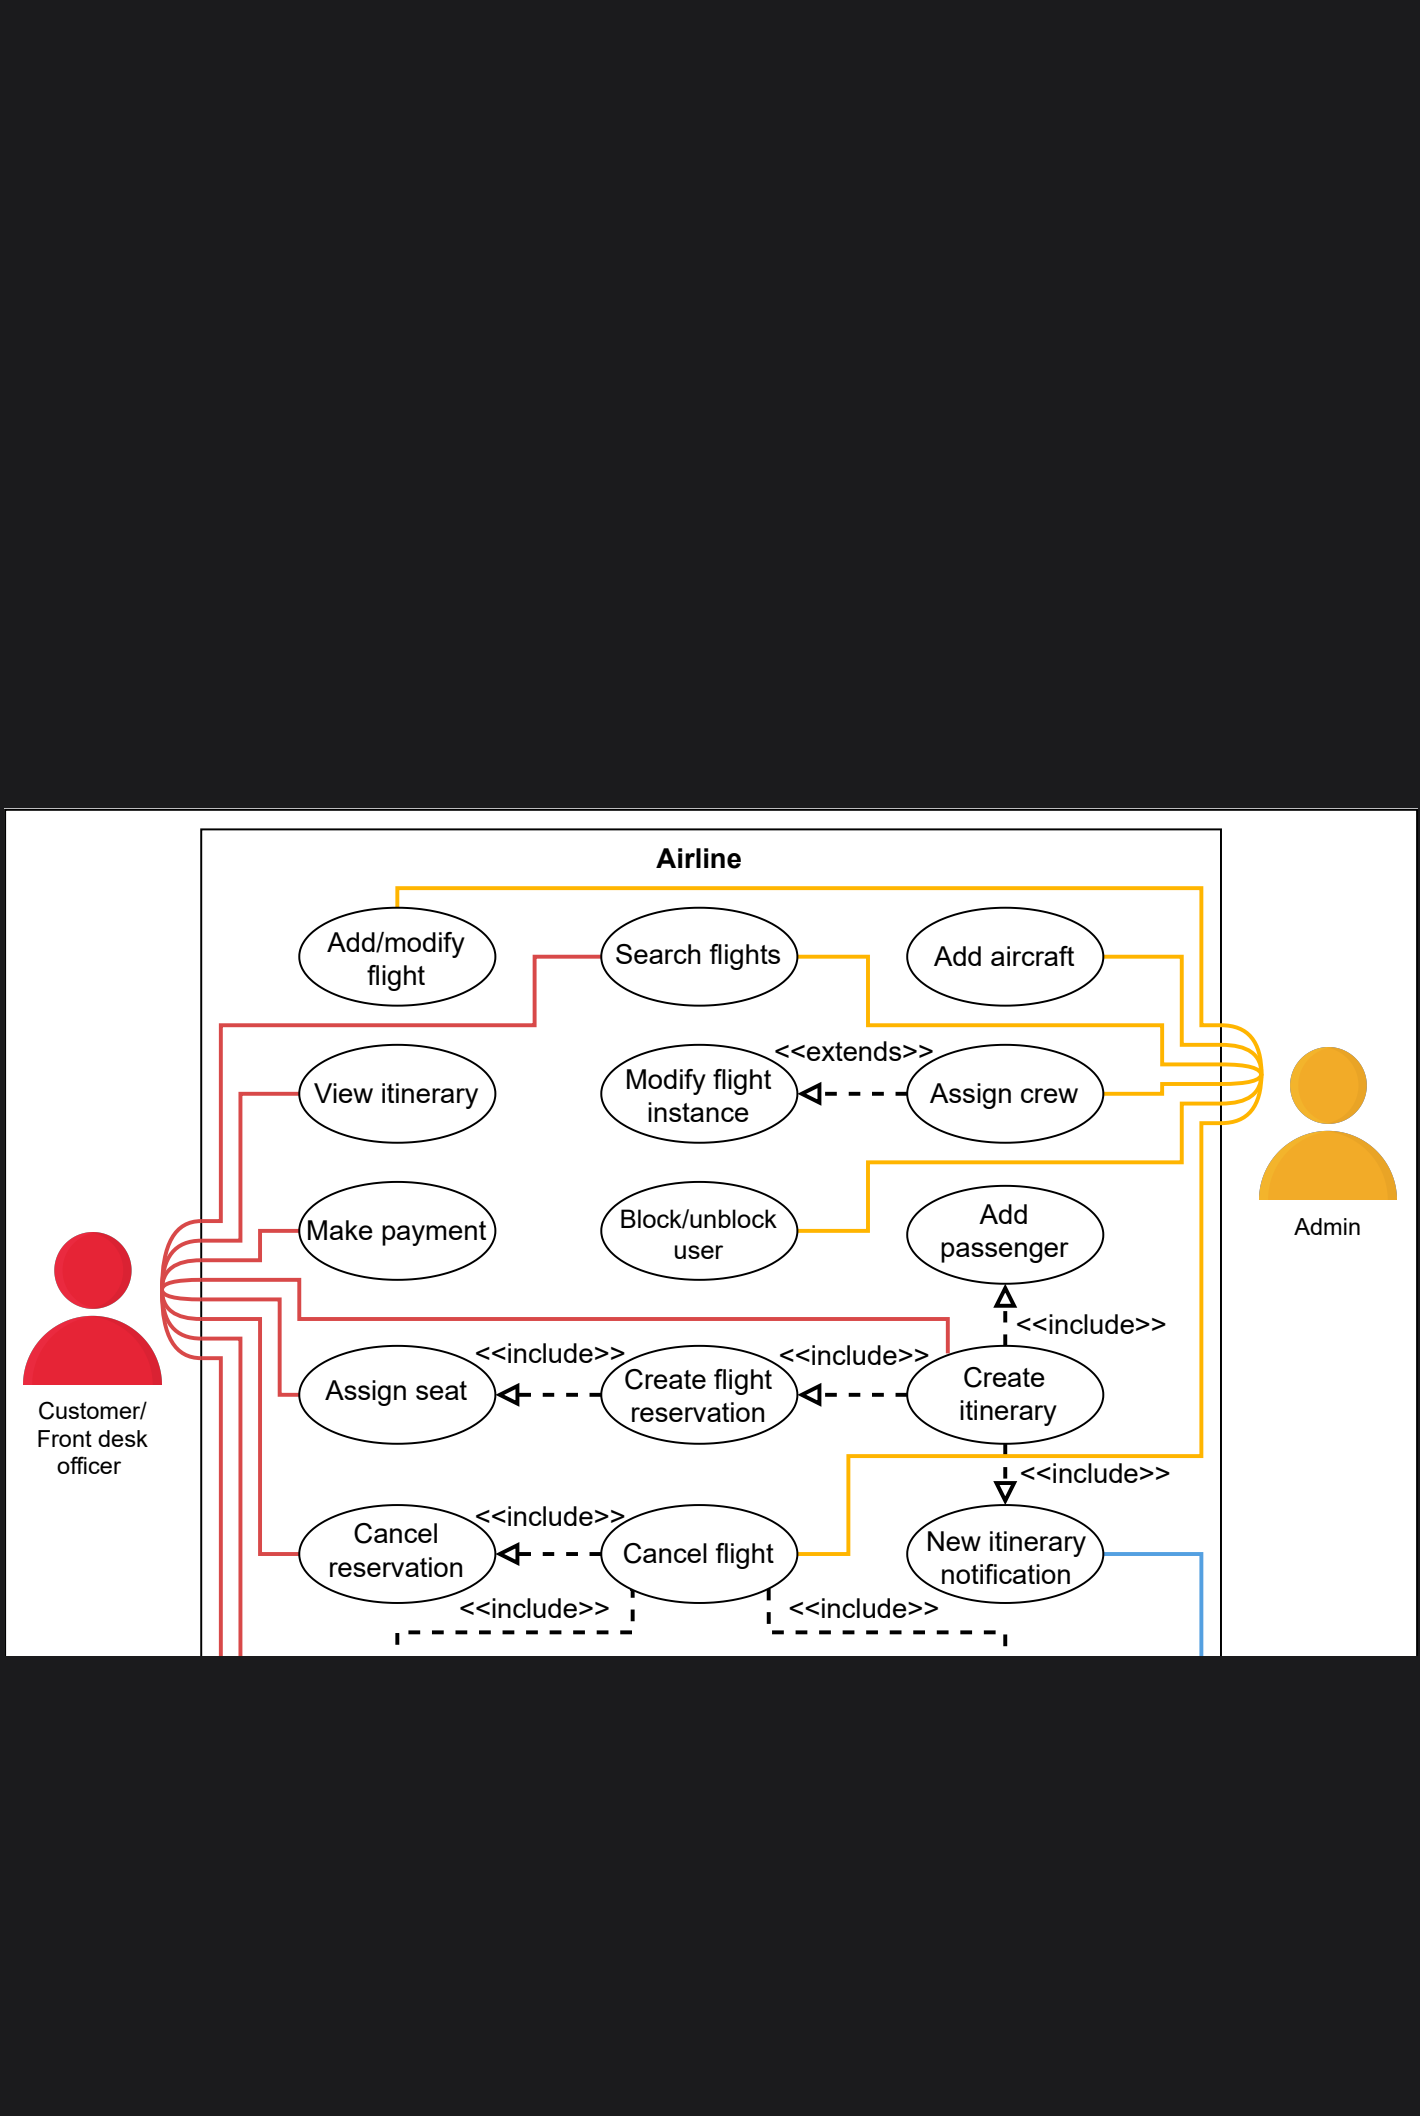 Airline
Add/modify
flight
Search flights
Add aircraft
<<extends>>
View itinerary
Modify flight
instance
Assign crew
Make payment
Block/unblock
user
Add
passenger
Admin
<<include>>
<<include>>
<<include>>
Assign seat
Create flight
reservation
Create
itinerary
Customer/
Front desk
officer
<<include>>
<<include>>
Cancel
reservation
Cancel flight
New itinerary
notification
<<include>>
<<include>>